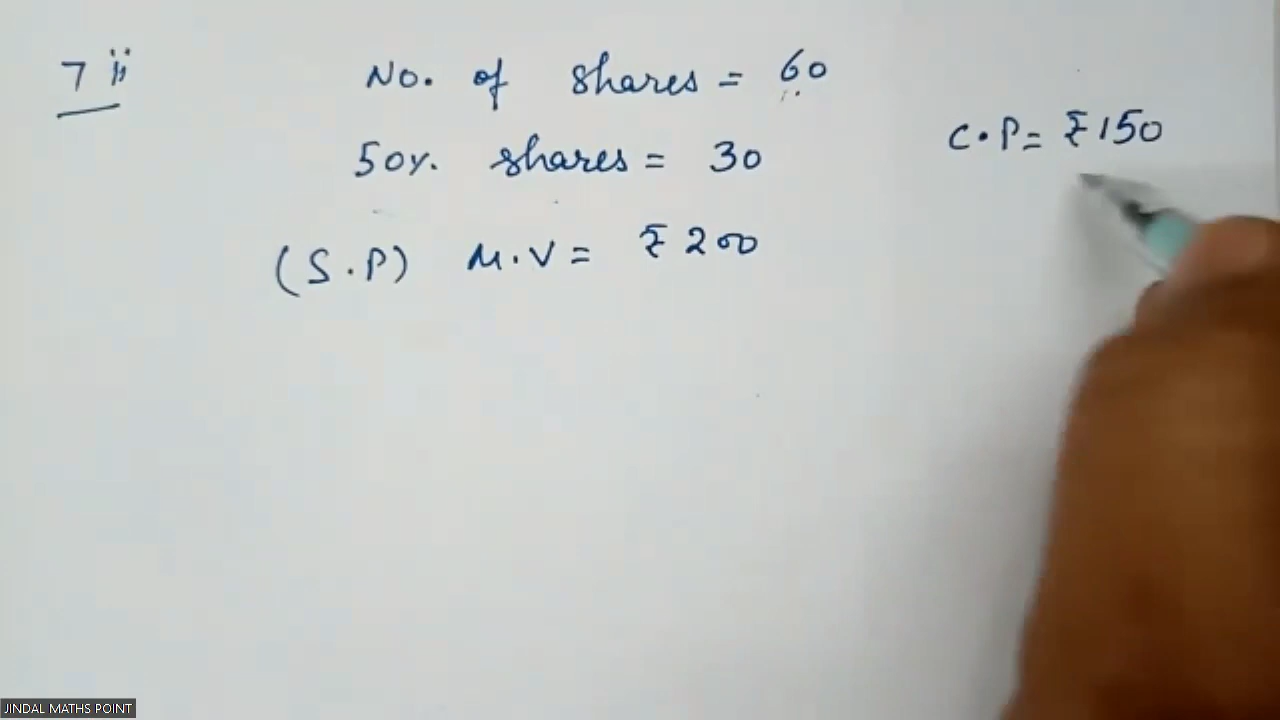 7 ii
No. of shares = 60
C.P = ₹150
50%. shares = 30
(S.P) M.V = ₹ 200
JINDAL MATHS POINT